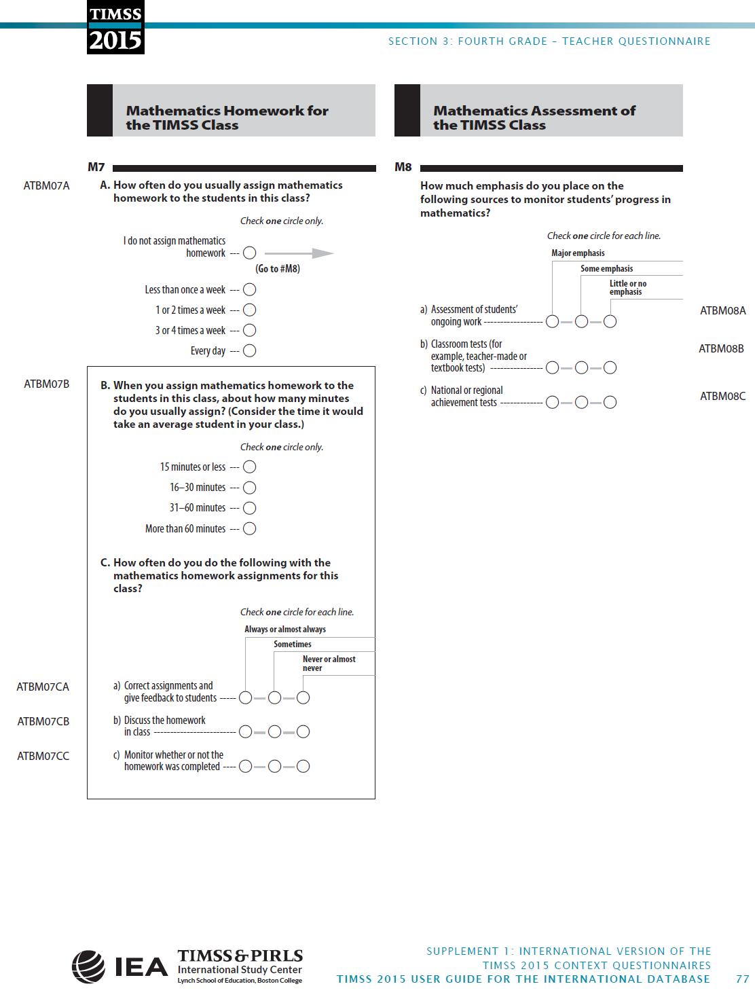 TIMSS
2015
SECTION 3: FOURTH GRADE – TEACHER QUESTIONNAIRE
Mathematics Homework for
the TIMSS Class
M7
ATBM07A
A. How often do you usually assign mathematics
homework to the students in this class?
Check one circle only.
I do not assign mathematics
homework ---
(Go to #M8)
Less than once a week ---
1 or 2 times a week ---
3 or 4 times a week ---
Every day ---
ATBM07B
B. When you assign mathematics homework to the
students in this class, about how many minutes
do you usually assign? (Consider the time it would
take an average student in your class.)
Check one circle only.
15 minutes or less ---
16–30 minutes ---
31–60 minutes ---
More than 60 minutes ---
C. How often do you do the following with the
mathematics homework assignments for this
class?
Check one circle for each line.
Always or almost always
Sometimes
Never or almost
never
ATBM07CA
a) Correct assignments and
give feedback to students -----
ATBM07CB
b) Discuss the homework
in class -------------------------
ATBM07CC
c) Monitor whether or not the
homework was completed ----
Mathematics Assessment of
the TIMSS Class
M8
How much emphasis do you place on the
following sources to monitor students’ progress in
mathematics?
Check one circle for each line.
Major emphasis
Some emphasis
Little or no
emphasis
a) Assessment of students’
ongoing work ------------------
ATBM08A
b) Classroom tests (for
example, teacher-made or
textbook tests) ----------------
ATBM08B
c) National or regional
achievement tests -------------
ATBM08C
IEA
TIMSS & PIRLS
International Study Center
Lynch School of Education, Boston College
SUPPLEMENT 1: INTERNATIONAL VERSION OF THE
TIMSS 2015 CONTEXT QUESTIONNAIRES
TIMSS 2015 USER GUIDE FOR THE INTERNATIONAL DATABASE 77